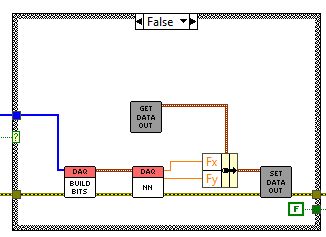 False
GET
DATA
OUT
?
DAQ
BUILD
BITS
DAQ
NN
Fx
Fy
SET
DATA
OUT
F